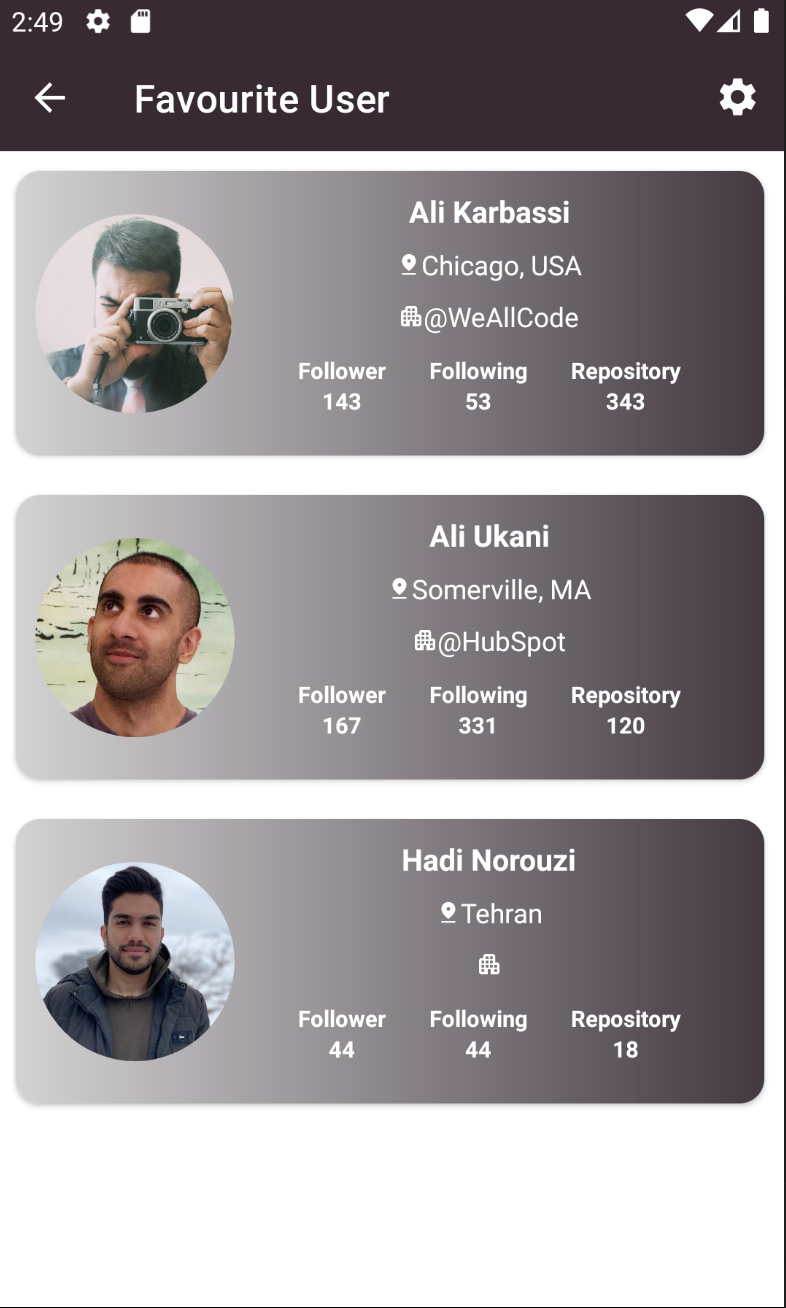 2:49
Favourite User
Ali Karbassi
Chicago, USA
@WeAllCode
Follower Following Repository
143 53 343
Ali Ukani
Somerville, MA
@HubSpot
Follower Following Repository
167 331 120
Hadi Norouzi
Tehran
Follower Following Repository
44 44 18